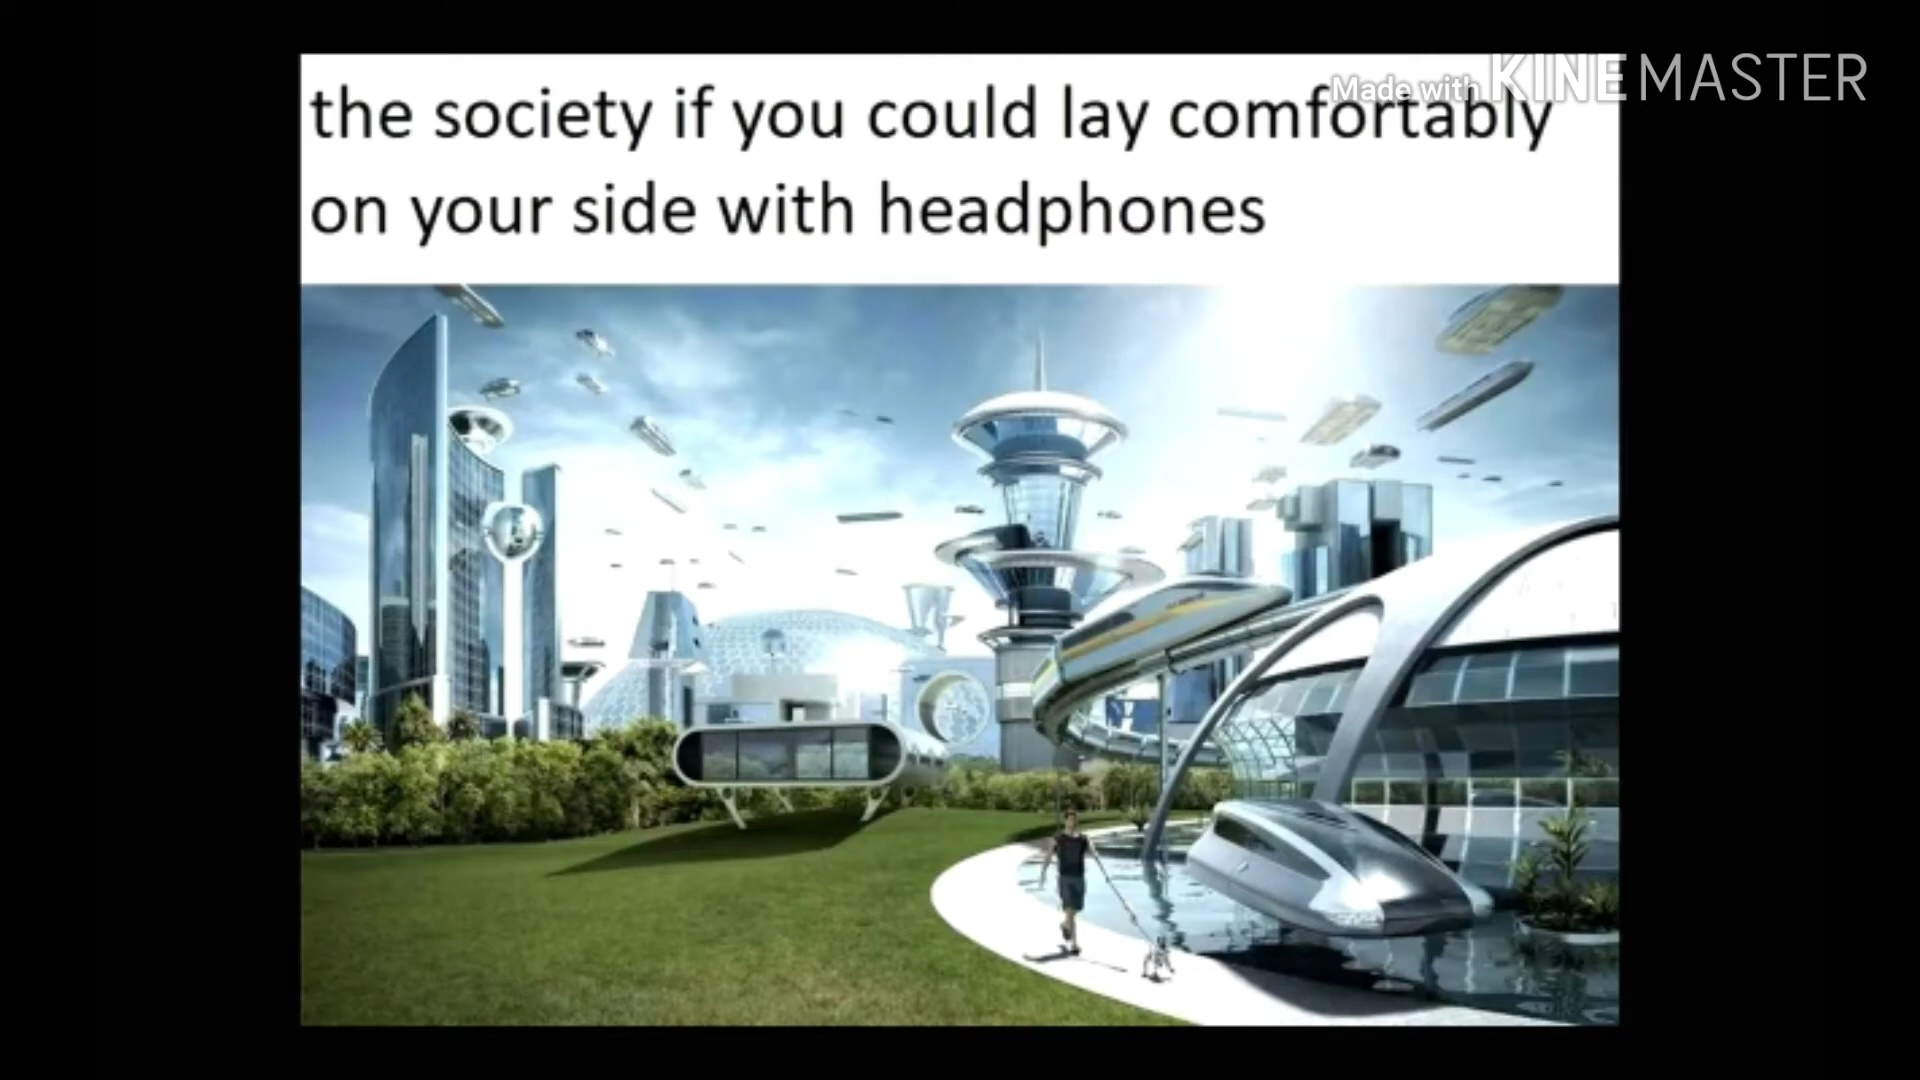 Made with KINEMASTER
the society if you could lay comfortably
on your side with headphones